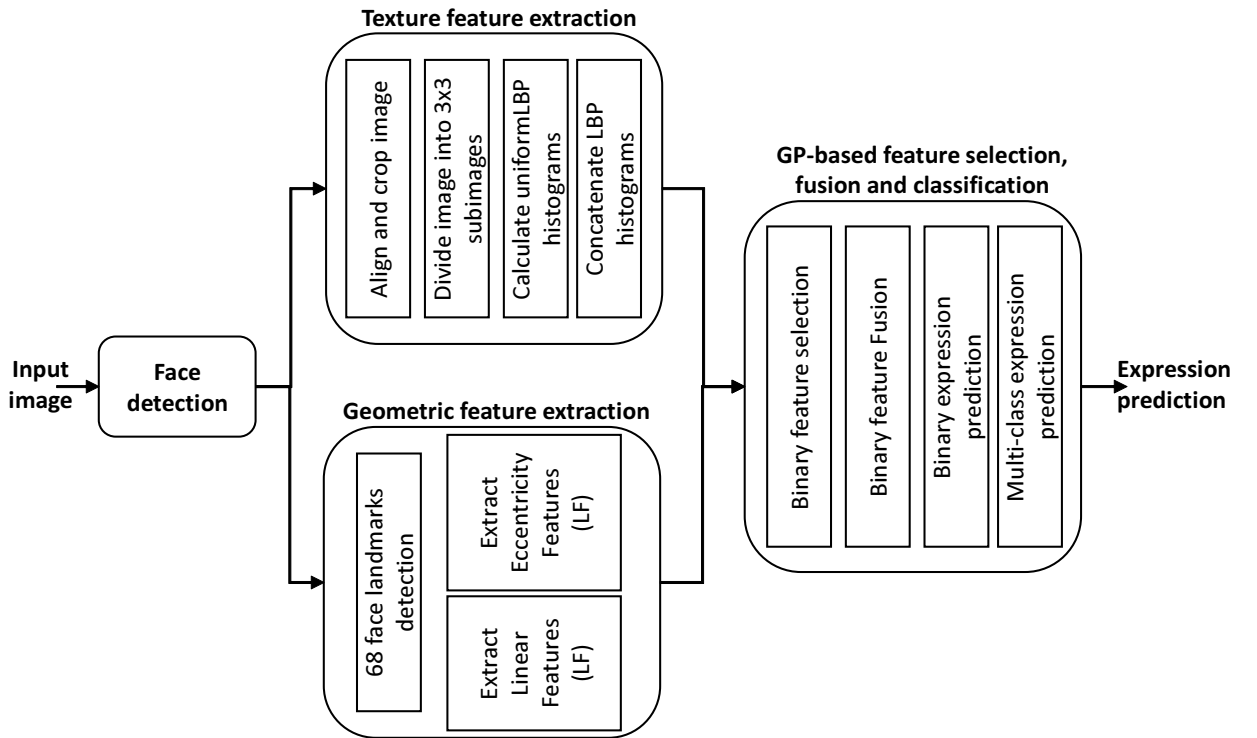 Input
image
Face
detection
Texture feature extraction
Align and crop image
Divide image into 3x3
subimages
Calculate uniformLBP
histograms
Concatenate LBP
histograms
Geometric feature extraction
68 face landmarks
detection
Extract
Eccentricity
Features
(LF)
Extract
Linear
Features
(LF)
GP-based feature selection,
fusion and classification
Binary feature selection
Binary feature Fusion
Binary expression
prediction
Multi-class expression
prediction
Expression
prediction